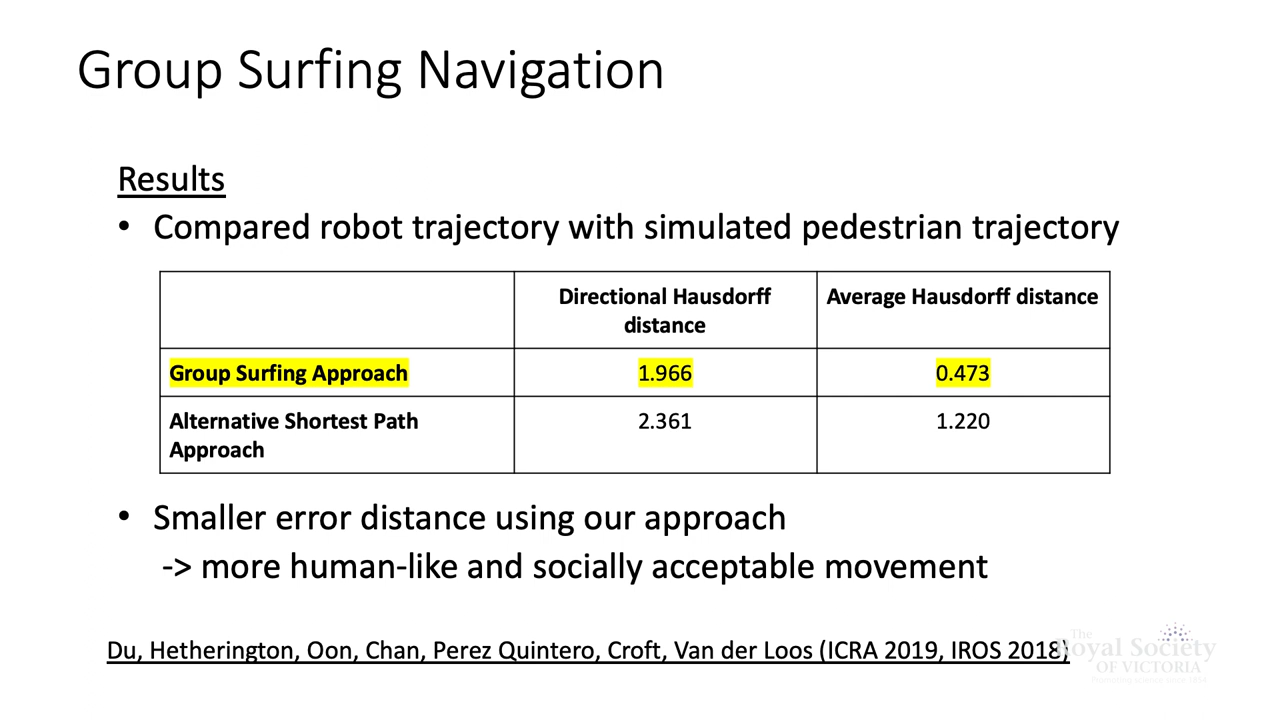 Group Surfing Navigation
Results
• Compared robot trajectory with simulated pedestrian trajectory
Directional Hausdorff distance
Average Hausdorff distance
Group Surfing Approach 1.966 0.473
Alternative Shortest Path Approach 2.361 1.220
• Smaller error distance using our approach
-> more human-like and socially acceptable movement
Du, Hetherington, Oon, Chan, Perez Quintero, Croft, Van der Loos (ICRA 2019, IROS 2018)
The
Royal Society
OF VICTORIA